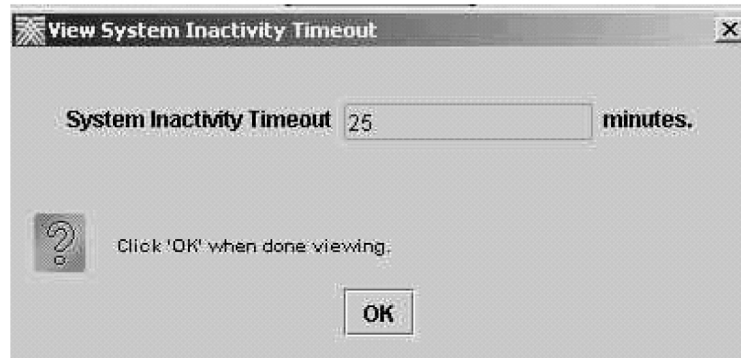 View System Inactivity Timeout
System Inactivity Timeout 25 minutes.
Click 'OK' when done viewing.
OK